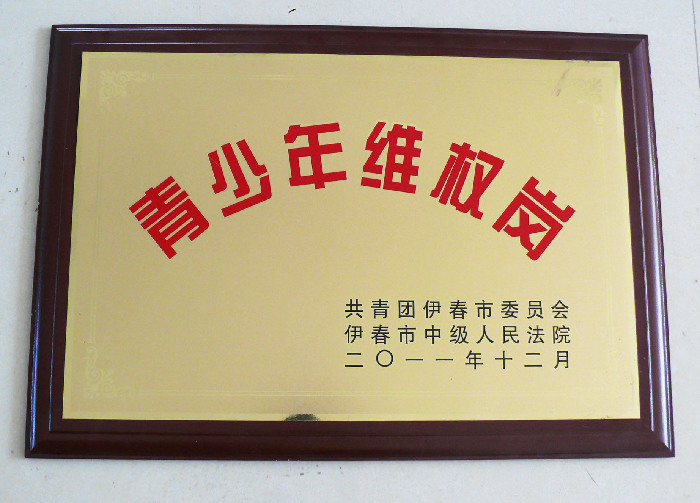 青少年维权岗
共青团伊春市委员会
伊春市中级人民法院
二〇一一年十二月